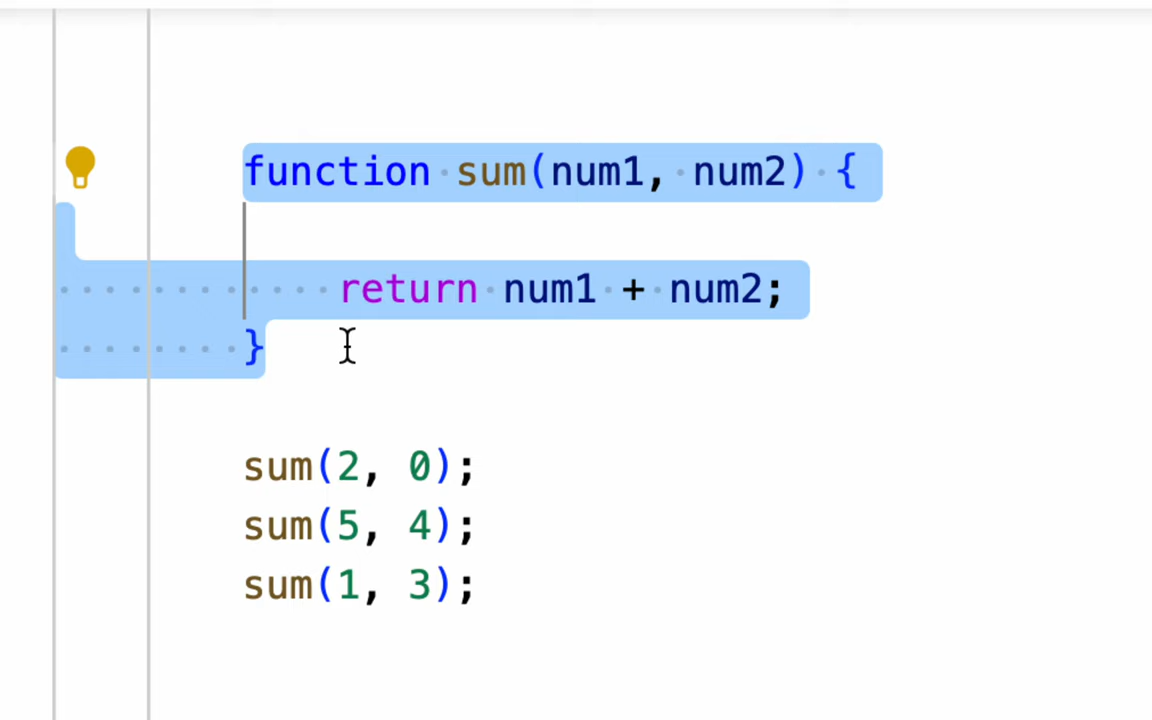 function sum(num1, num2) {
return num1 + num2;
}
sum(2, 0);
sum(5, 4);
sum(1, 3);